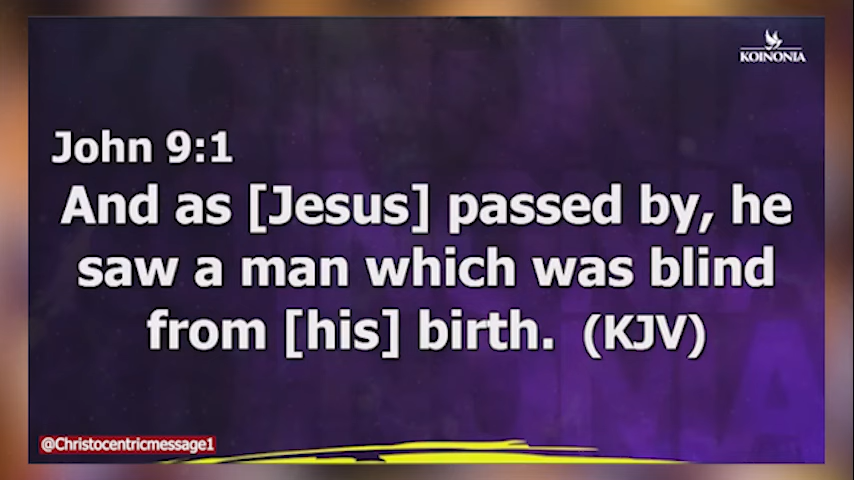 KOINONIA
John 9:1
And as [Jesus] passed by, he
saw a man which was blind
from [his] birth. (KJV)
@Christocentricmessage1